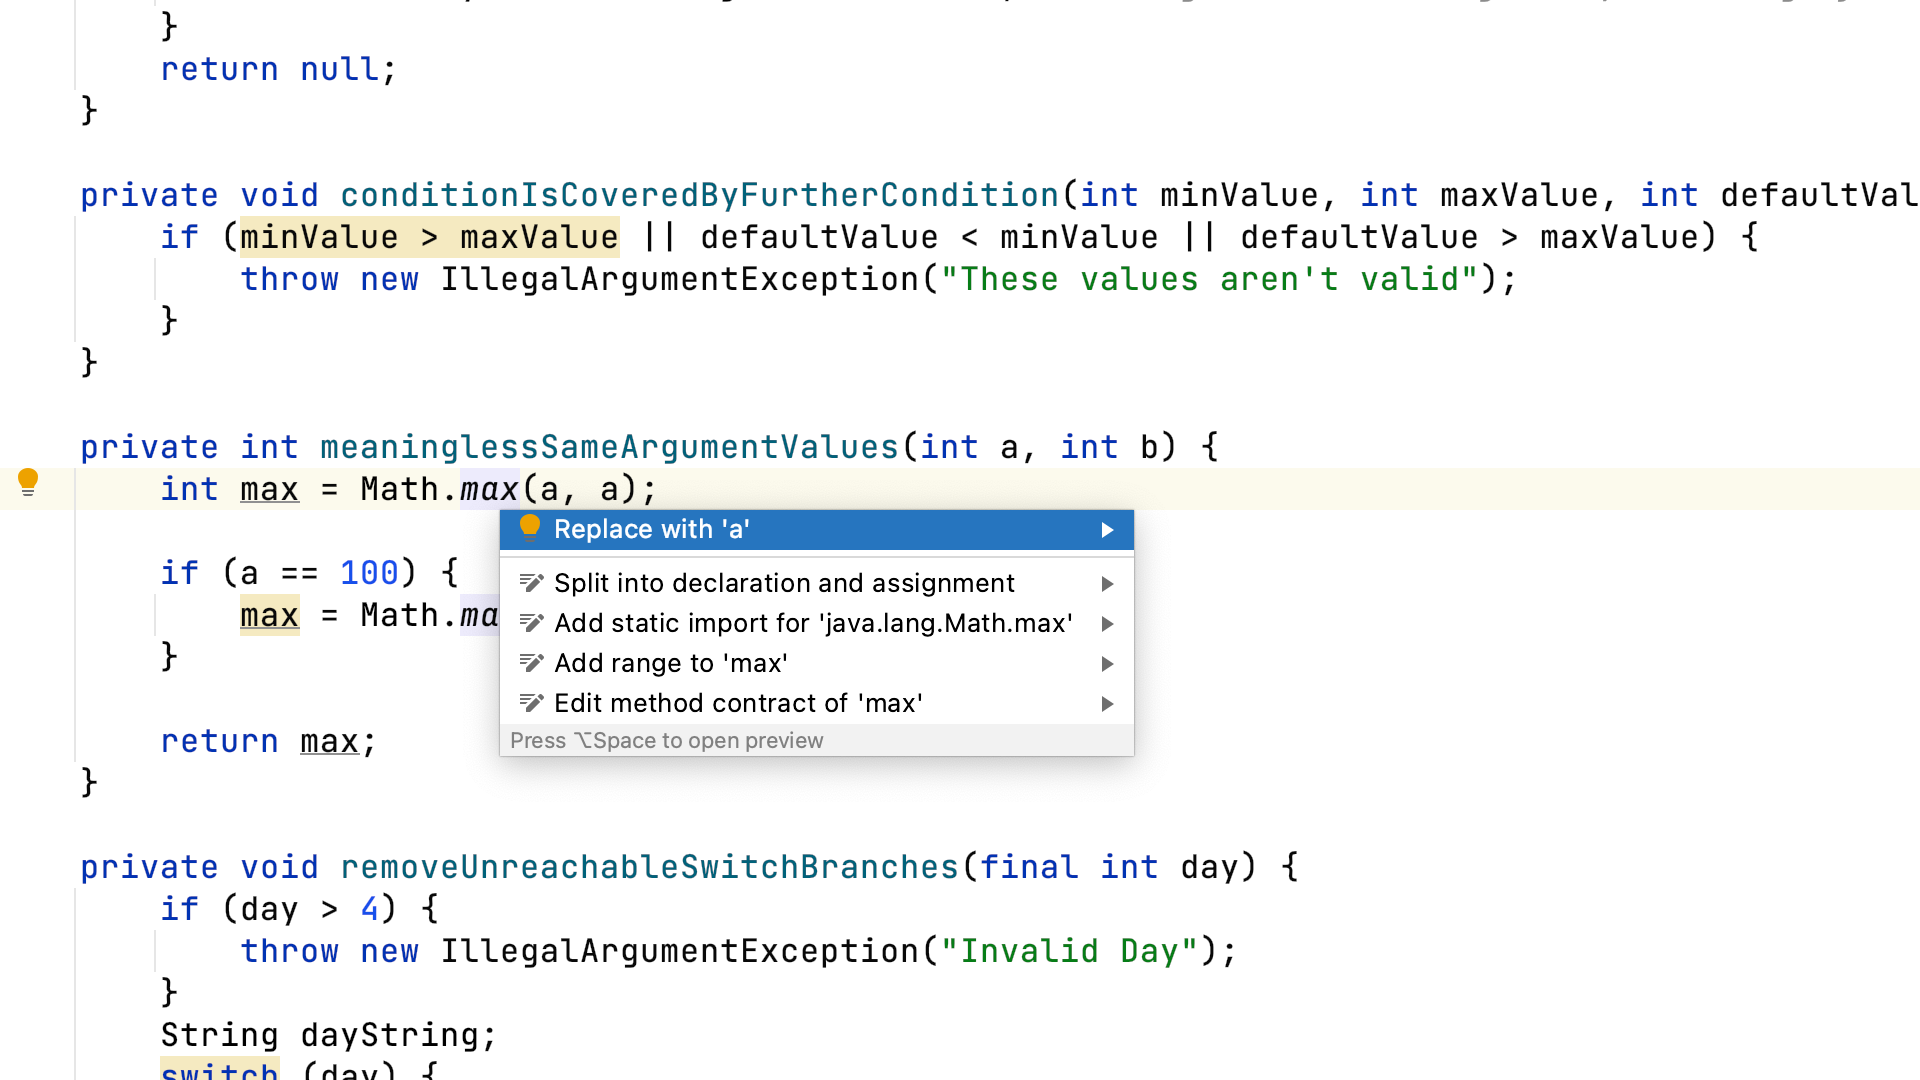 }
return null;
}
private void conditionIsCoveredByFurtherCondition(int minValue, int maxValue, int defaultVal
if (minValue > maxValue || defaultValue < minValue || defaultValue > maxValue) {
throw new IllegalArgumentException("These values aren't valid");
}
}
private int meaninglessSameArgumentValues(int a, int b) {
int max = Math.max(a, a);
Replace with 'a'
if (a == 100) {
Split into declaration and assignment
max = Math.ma
Add static import for 'java.lang.Math.max'
}
Add range to 'max'
Edit method contract of 'max'
return max;
Press ⌥Space to open preview
}
private void removeUnreachableSwitchBranches(final int day) {
if (day > 4) {
throw new IllegalArgumentException("Invalid Day");
}
String dayString;
switch (day) {